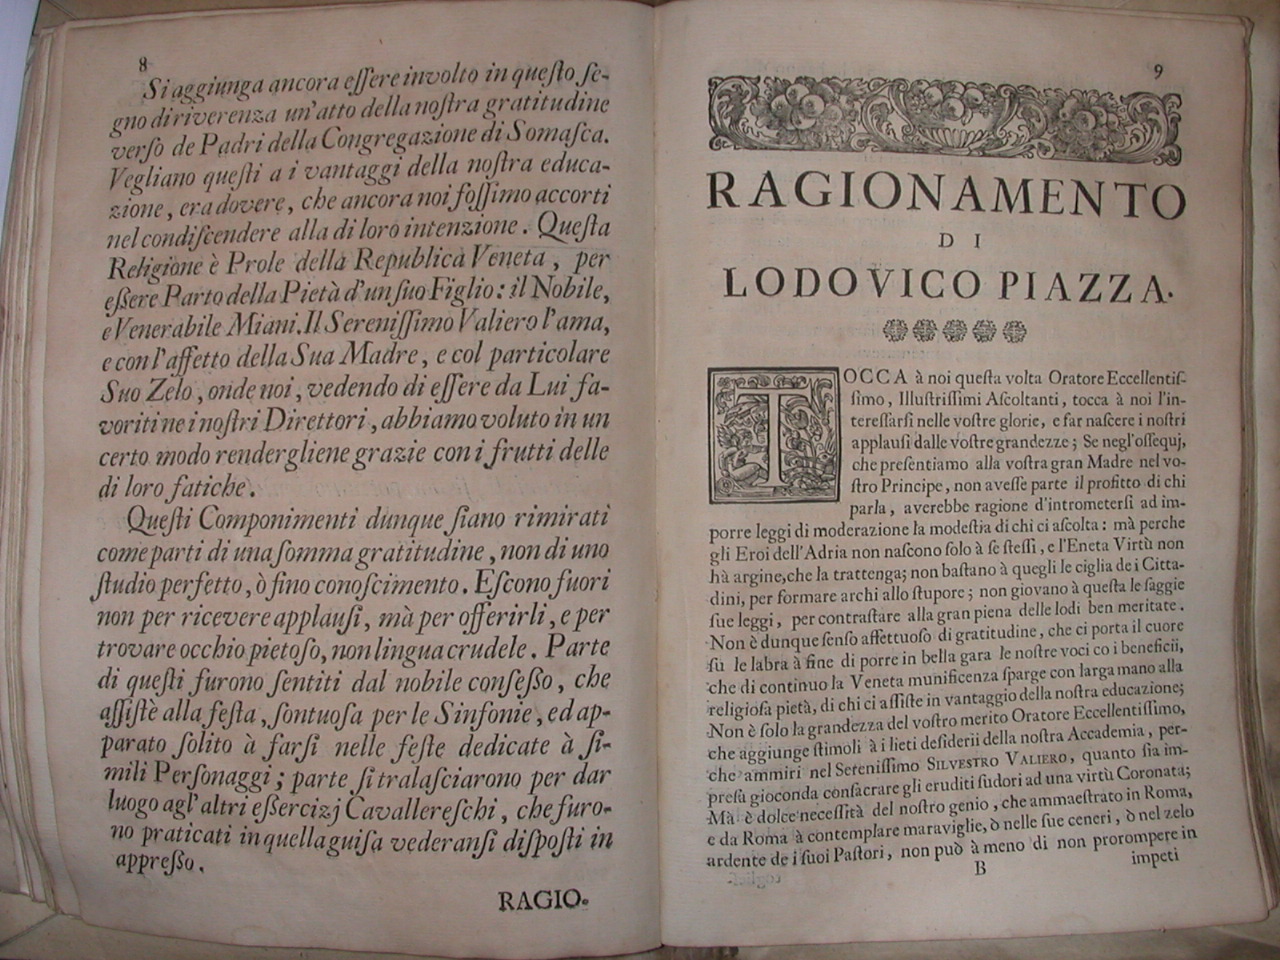 8
Si aggiunga ancora eſſere involto in queſto ſe-
gno di riverenza un'atto della noſtra gratitudine
verſo de Padri della Congregazione di Somaſca.
Vegliano queſti a i vantaggi della noſtra educa-
zione, era dovere, che ancora noi foſſimo accorti
nel condiſcendere alla di loro intenzione. Queſta
Religione è Prole della Republica Veneta, per
eſſere Parto della Pietà d'un ſuo Figlio: il Nobile,
e Venerabile Miani. Il Sereniſſimo Valiero l'ama,
e con l'affetto della Sua Madre, e col particolare
Suo Zelo, onde noi, vedendo di eſſere da Lui fa-
voriti ne i noſtri Direttori, abbiamo voluto in un
certo modo rendergliene grazie con i frutti delle
di loro fatiche.
Queſti Componimenti dunque ſiano rimirati
come parti di una ſomma gratitudine, non di uno
ſtudio perfetto, ò fino conoſcimento. Eſcono fuori
non per ricevere applauſi, mà per offerirli, e per
trovare occhio pietoſo, non lingua crudele. Parte
di queſti furono ſentiti dal nobile conſeſſo, che
aſſiſtè alla feſta, ſontuoſa per le Sinfonie, ed ap-
parato ſolito à farſi nelle feſte dedicate à ſi-
mili Perſonaggi; parte ſi tralaſciarono per dar
luogo agl'altri eſſercizj Cavallereſchi, che furo-
no praticati in quella guiſa vederanſi diſpoſti in
appreſſo.
RAGIO.
9
RAGIONAMENTO
DI
LODOVICO PIAZZA.
TOCCA à noi queſta volta Oratore Eccellentiſ-
ſimo, Illuſtriſſimi Aſcoltanti, tocca à noi l'in-
tereſſarſi nelle voſtre glorie, e far naſcere i noſtri
applauſi dalle voſtre grandezze; Se negl'oſſequj,
che preſentiamo alla voſtra gran Madre nel vo-
ſtro Principe, non aveſſe parte il profitto di chi
parla, averebbe ragione d'intrometerſi ad im-
porre leggi di moderazione la modeſtia di chi ci aſcolta: mà perche
gli Eroi dell'Adria non naſcono ſolo à ſe ſteſſi, e l'Eneta Virtù non
hà argine, che la trattenga; non baſtano à quegli le ciglia de i Citta-
dini, per formare archi allo ſtupore; non giovano à queſta le ſaggie
ſue leggi, per contraſtare alla gran piena delle lodi ben meritate.
Non è dunque ſenſo affettuoſo di gratitudine, che ci porta il cuore
ſù le labra à fine di porre in bella gara le noſtre voci co i beneficii,
che di continuo la Veneta munificenza ſparge con larga mano alla
religioſa pietà, di chi ci aſſiſte in vantaggio della noſtra educazione;
Non è ſolo la grandezza del voſtro merito Oratore Eccellentiſſimo,
che aggiunge ſtimoli à i lieti deſiderii della noſtra Accademia, per-
che ammiri nel Sereniſſimo SILVESTRO VALIERO, quanto ſia im-
preſa gioconda conſacrare gli eruditi ſudori ad una virtù Coronata;
Mà è dolce neceſſità del noſtro genio, che ammaeſtrato in Roma,
e da Roma à contemplare maraviglie, ò nelle ſue ceneri, ò nel zelo
ardente de i ſuoi Paſtori, non può à meno di non prorompere in
B
impeti